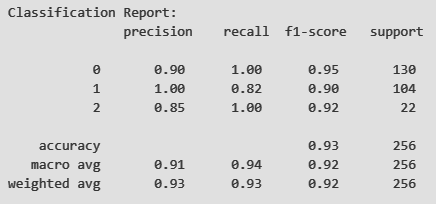 Classification Report:
precision recall f1-score support
0 0.90 1.00 0.95 130
1 1.00 0.82 0.90 104
2 0.85 1.00 0.92 22
accuracy 0.93 256
macro avg 0.91 0.94 0.92 256
weighted avg 0.93 0.93 0.92 256